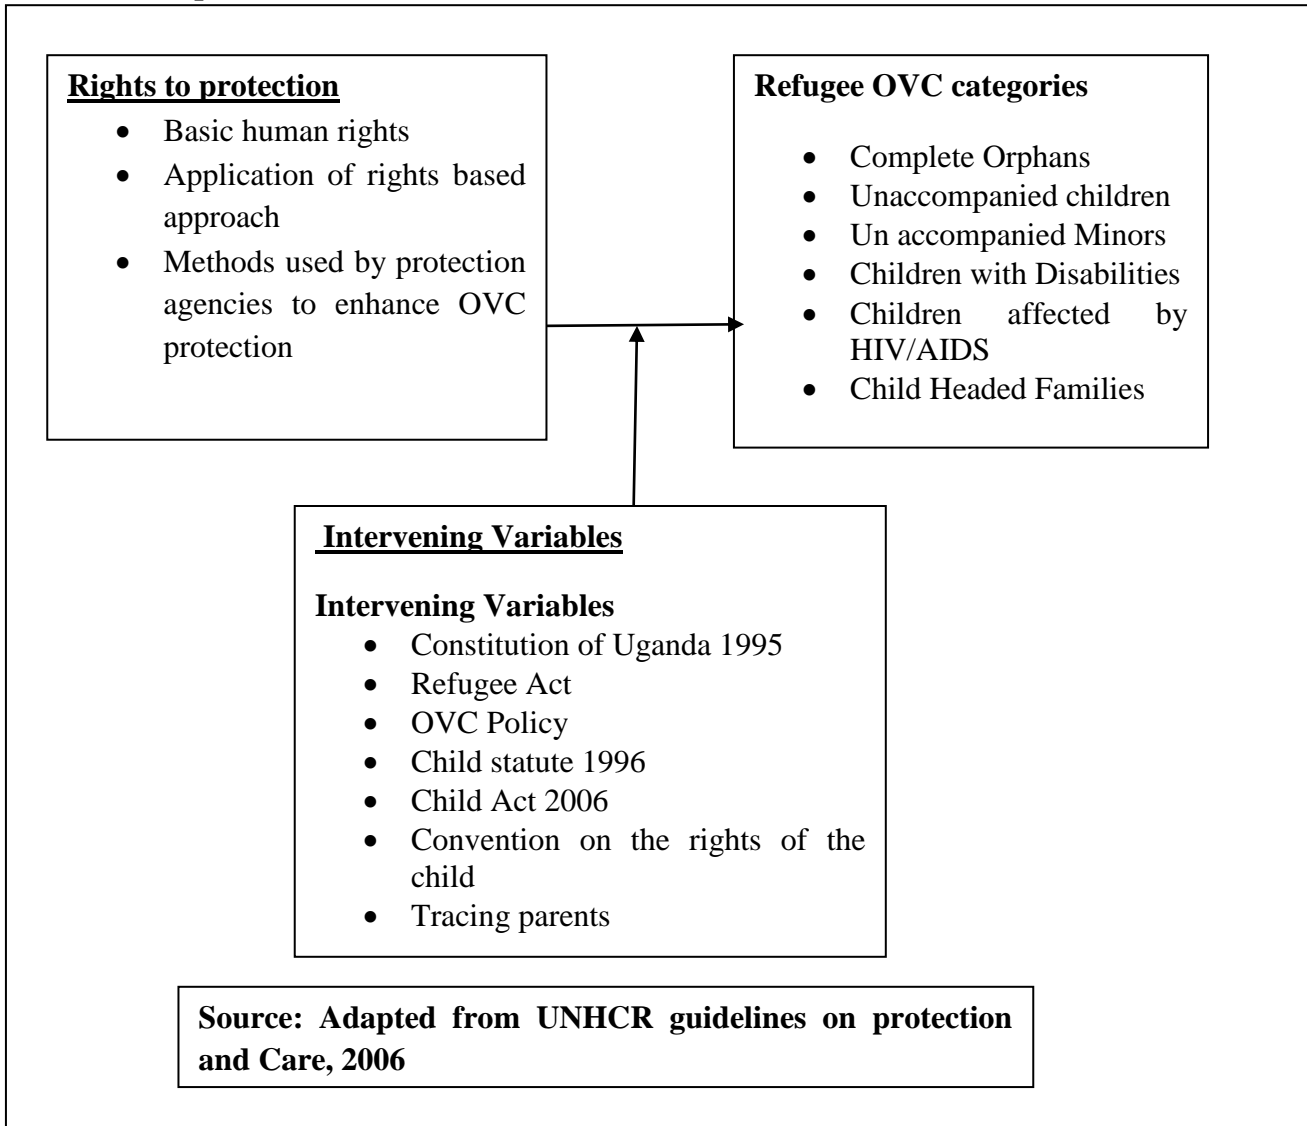 Rights to protection
• Basic human rights
• Application of rights based
approach
• Methods used by protection
agencies to enhance OVC
protection
Refugee OVC categories
• Complete Orphans
• Unaccompanied children
• Un accompanied Minors
• Children with Disabilities
• Children affected by
HIV/AIDS
• Child Headed Families
Intervening Variables
Intervening Variables
• Constitution of Uganda 1995
• Refugee Act
• OVC Policy
• Child statute 1996
• Child Act 2006
• Convention on the rights of the
child
• Tracing parents
Source: Adapted from UNHCR guidelines on protection
and Care, 2006